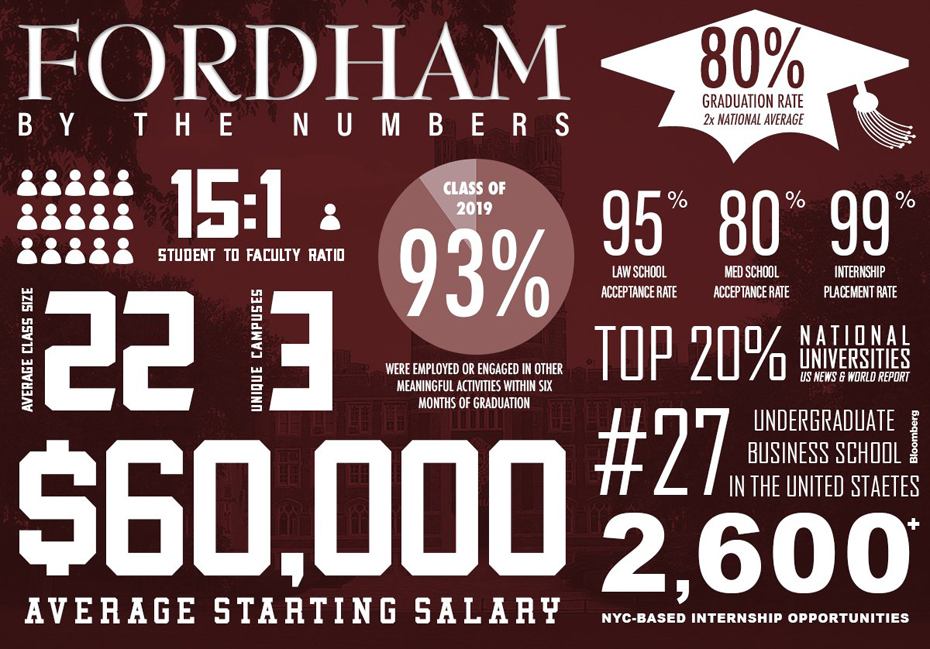 FORDHAM
BY THE NUMBERS
80%
GRADUATION RATE
2x NATIONAL AVERAGE
15:1
STUDENT TO FACULTY RATIO
CLASS OF
2019
93%
WERE EMPLOYED OR ENGAGED IN OTHER
MEANINGFUL ACTIVITIES WITHIN SIX
MONTHS OF GRADUATION
95%
LAW SCHOOL
ACCEPTANCE RATE
80%
MED SCHOOL
ACCEPTANCE RATE
99%
INTERNSHIP
PLACEMENT RATE
AVERAGE CLASS SIZE
22
UNIQUE CAMPUSES
3
TOP 20%
NATIONAL
UNIVERSITIES
US NEWS & WORLD REPORT
#27
UNDERGRADUATE
BUSINESS SCHOOL
IN THE UNITED STAETES
Bloomberg
$60,000
AVERAGE STARTING SALARY
2,600+
NYC-BASED INTERNSHIP OPPORTUNITIES